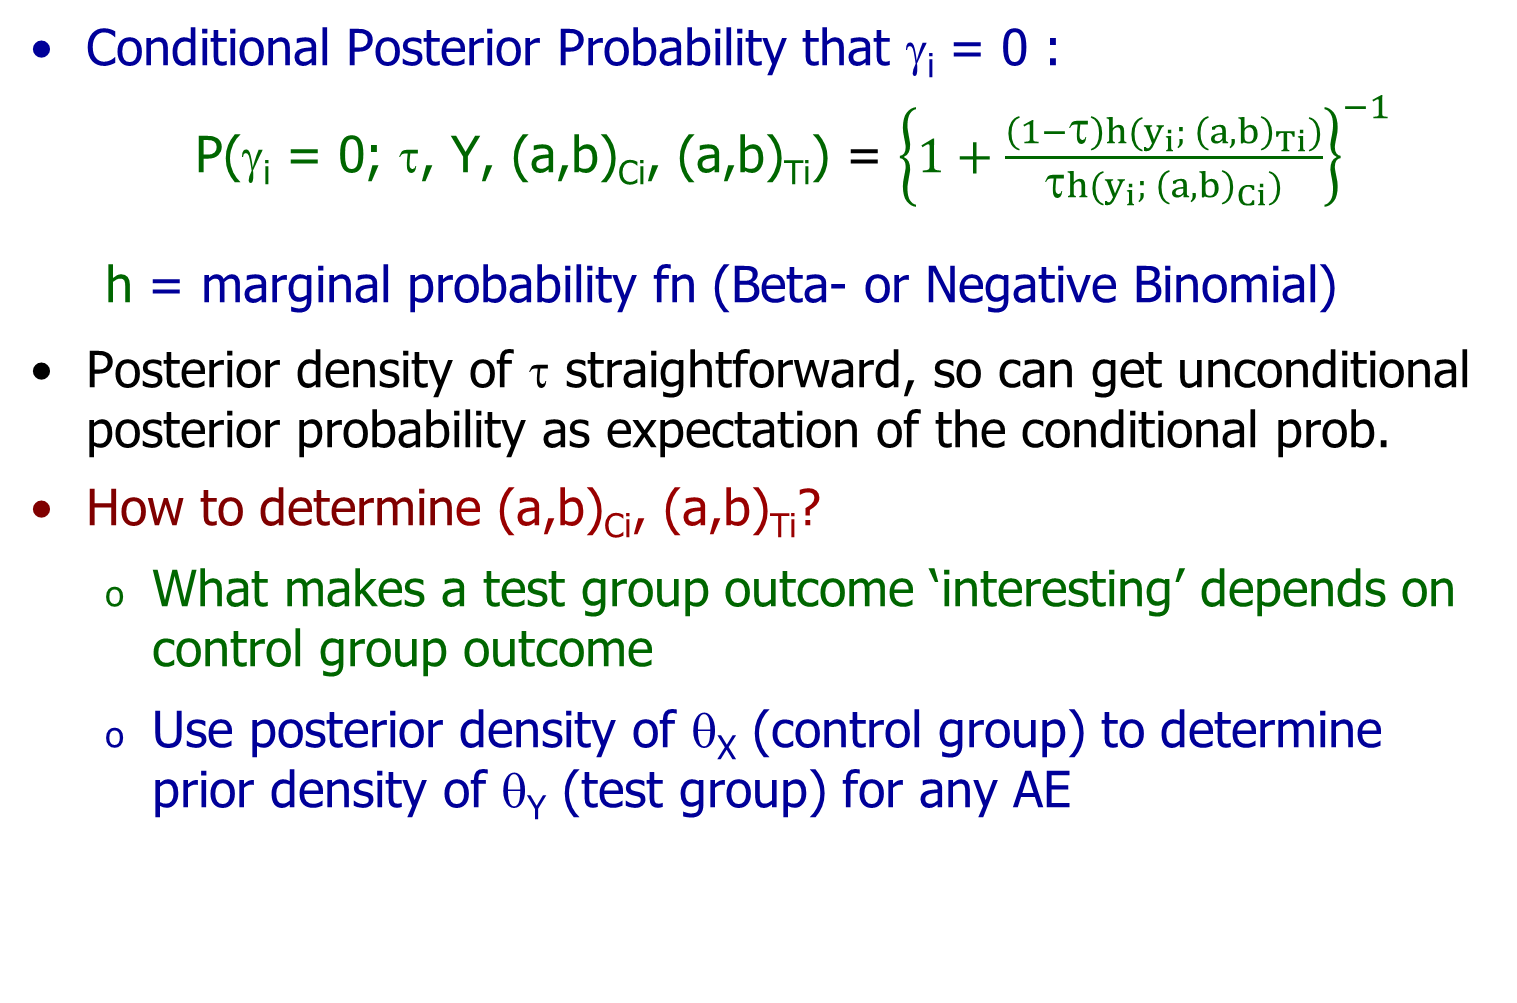 • Conditional Posterior Probability that γi = 0 :
P(γi = 0; τ, Y, (a,b)Ci, (a,b)Ti) = {1 + (1−τ)h(yi; (a,b)Ti) / τh(yi; (a,b)Ci)}−1
h = marginal probability fn (Beta- or Negative Binomial)
• Posterior density of τ straightforward, so can get unconditional
posterior probability as expectation of the conditional prob.
• How to determine (a,b)Ci, (a,b)Ti?
o What makes a test group outcome ‘interesting’ depends on
control group outcome
o Use posterior density of θX (control group) to determine
prior density of θY (test group) for any AE